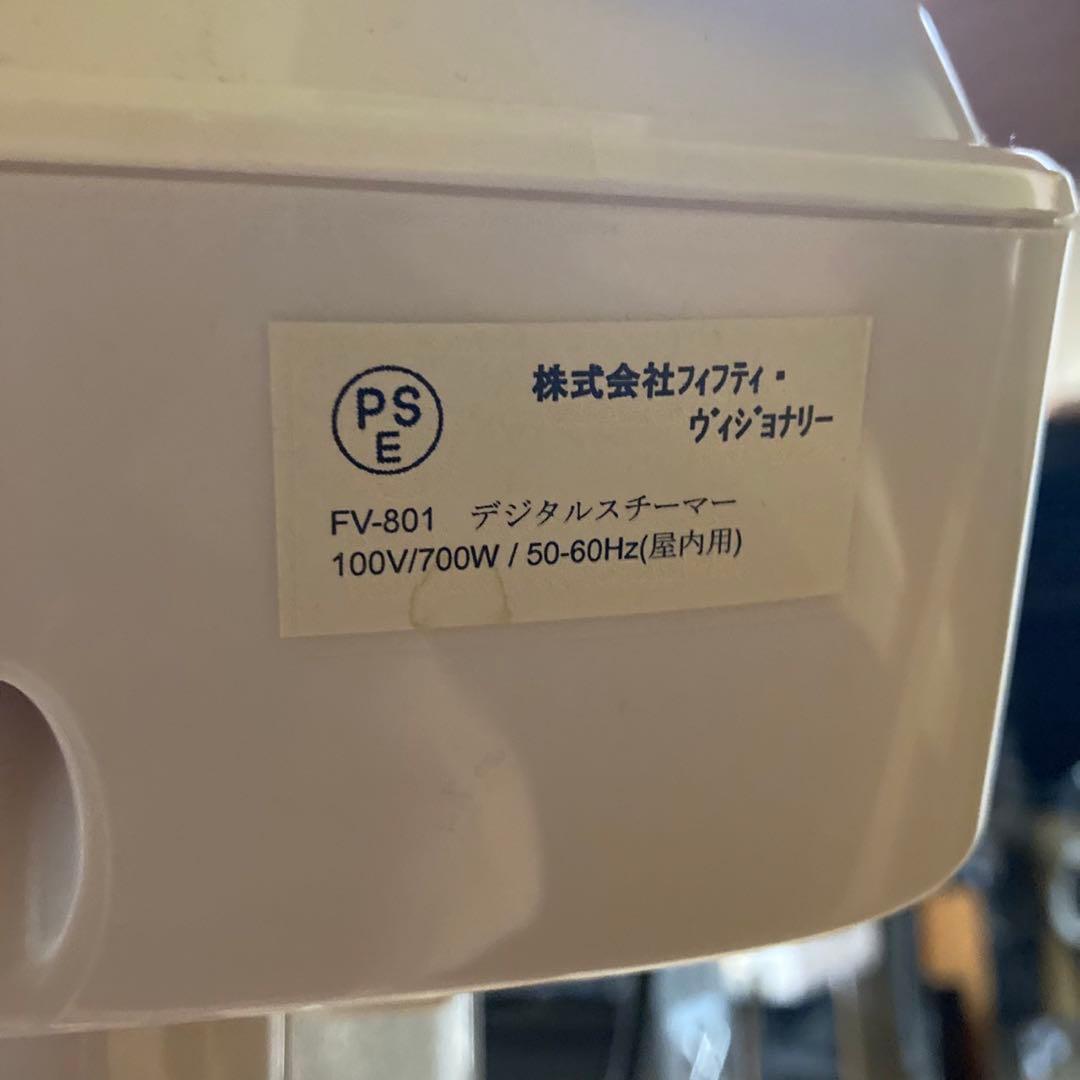 PSE
株式会社フィフティ・
ヴィジョナリー
FV-801 デジタルスチーマー
100V/700W / 50-60Hz(屋内用)